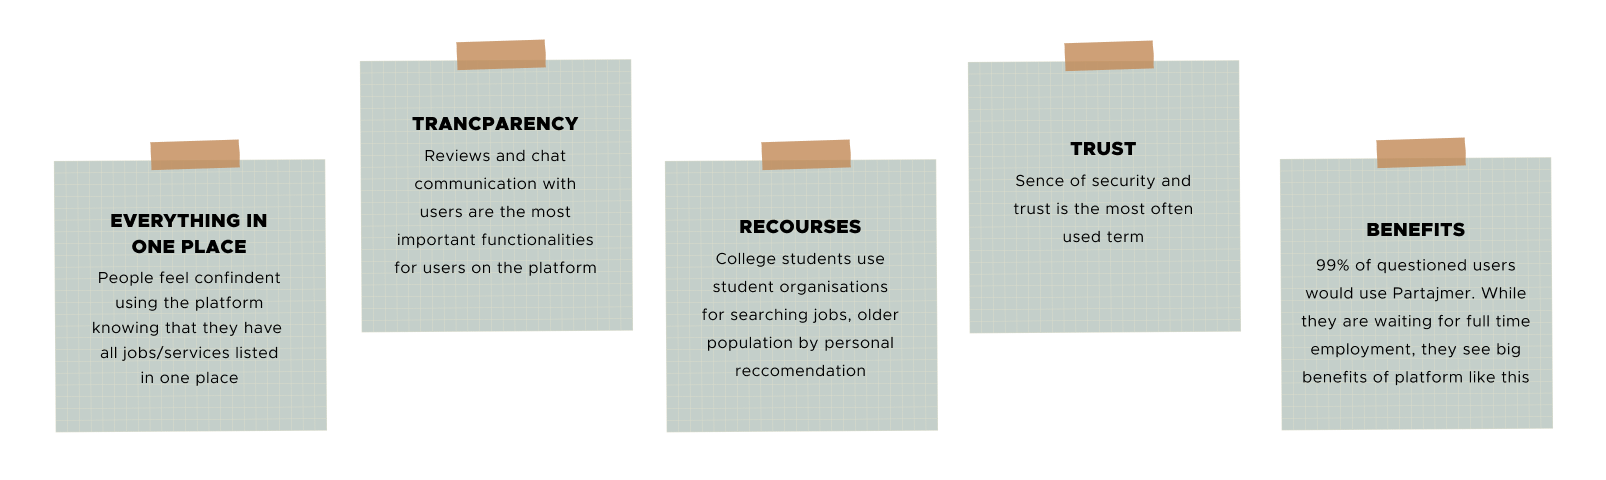 EVERYTHING IN
ONE PLACE
People feel confindent
using the platform
knowing that they have
all jobs/services listed
in one place
TRANCPARENCY
Reviews and chat
communication with
users are the most
important functionalities
for users on the platform
RECOURSES
College students use
student organisations
for searching jobs, older
population by personal
reccomendation
TRUST
Sence of security and
trust is the most often
used term
BENEFITS
99% of questioned users
would use Partajmer. While
they are waiting for full time
employment, they see big
benefits of platform like this